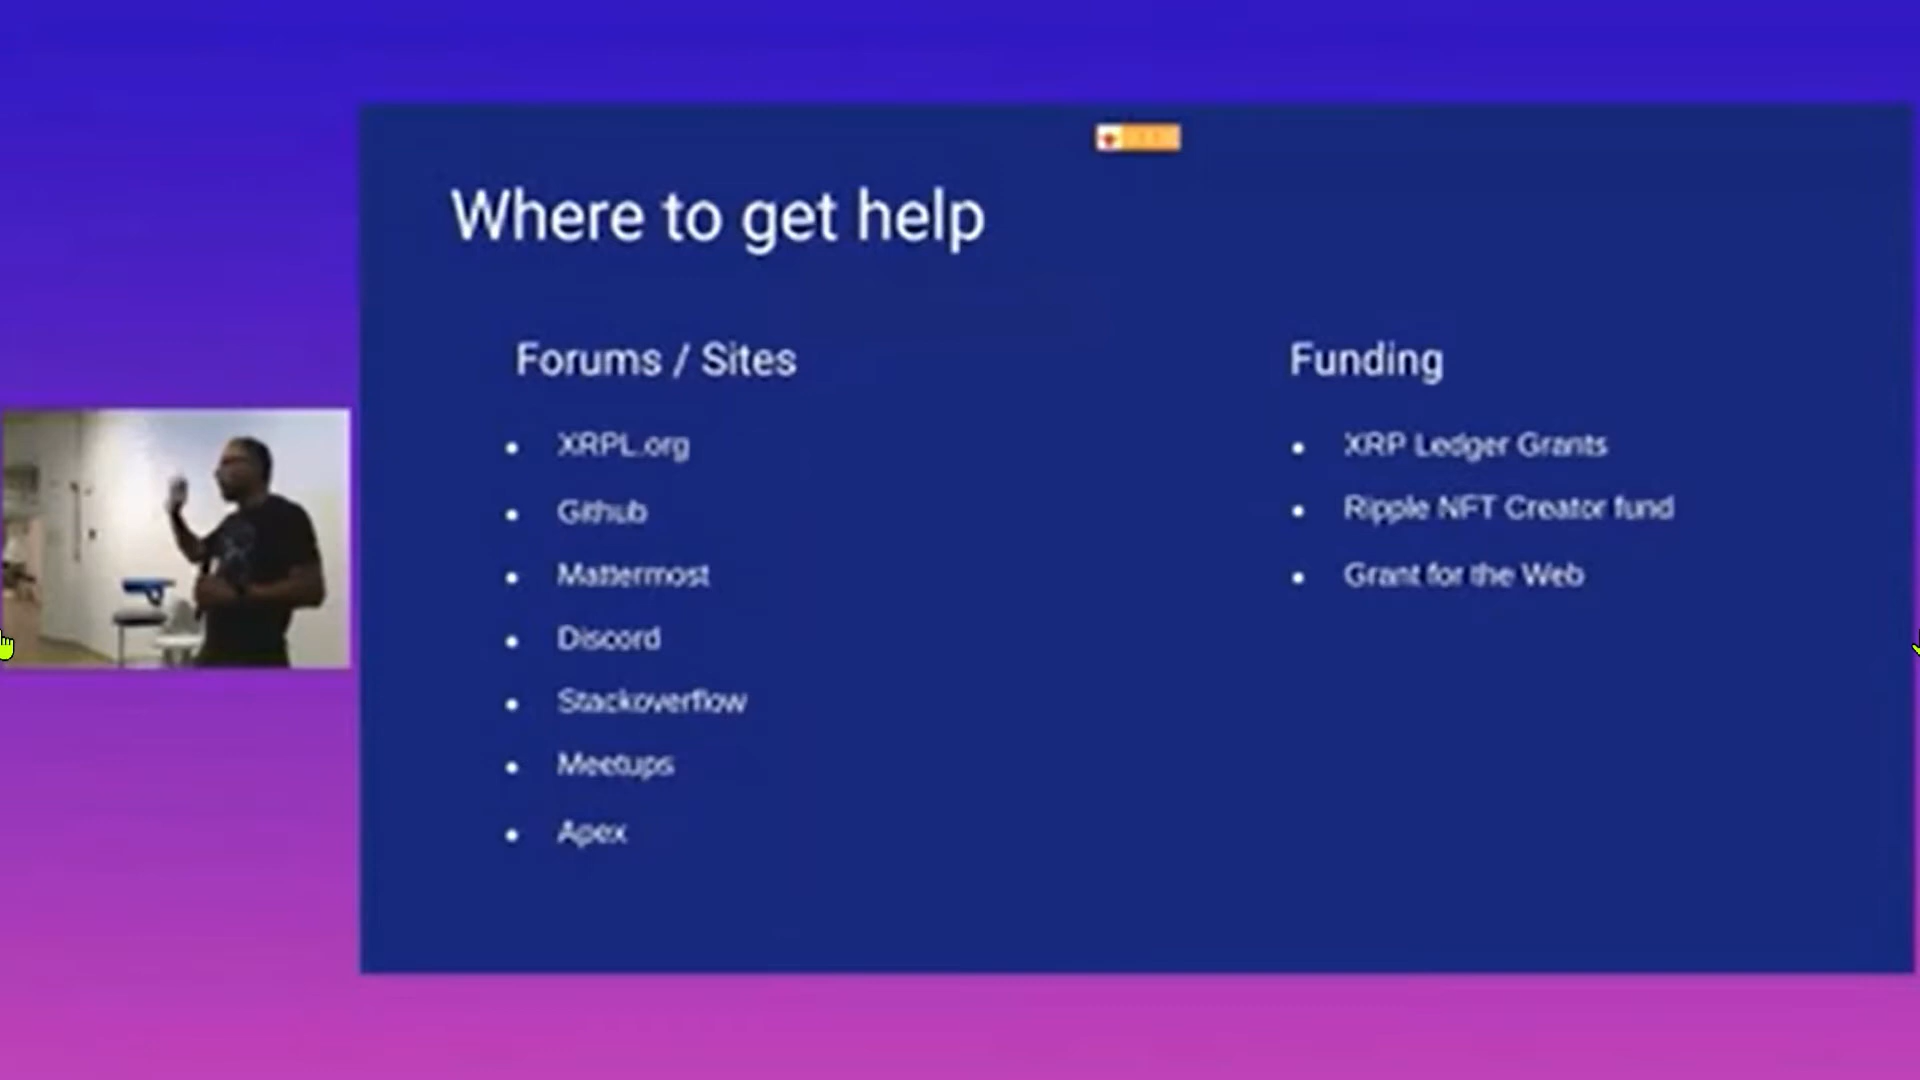 Where to get help
Forums / Sites
XRPL.org
Github
Mattermost
Discord
Stackoverflow
Meetups
Apex
Funding
XRP Ledger Grants
Ripple NFT Creator fund
Grant for the Web